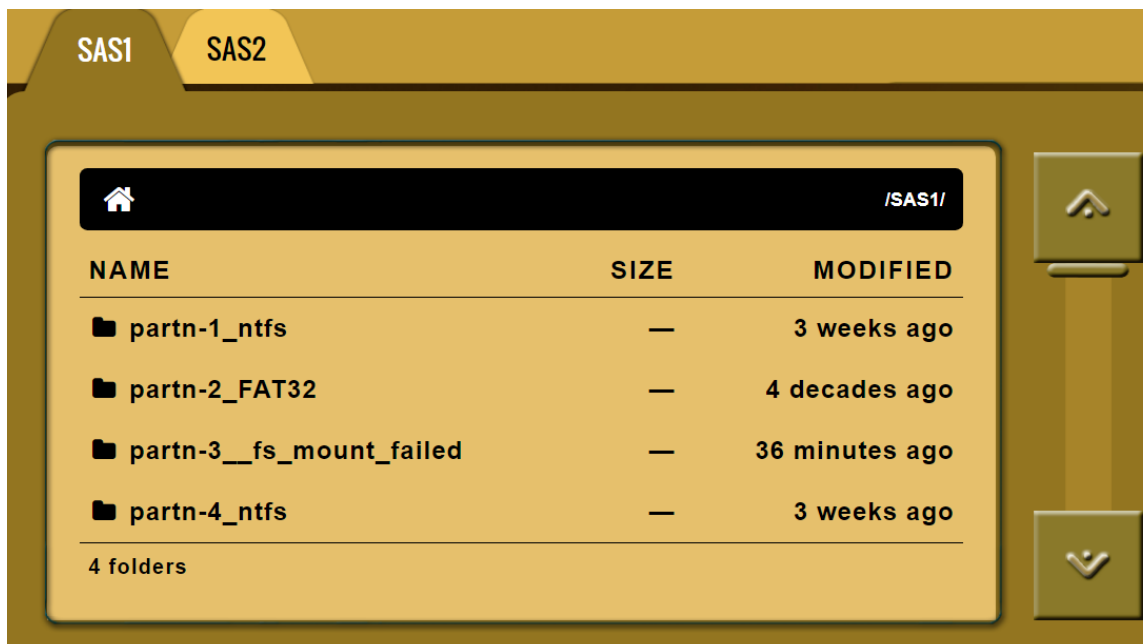 SAS1 SAS2
/SAS1/
NAME SIZE MODIFIED
partn-1_ntfs — 3 weeks ago
partn-2_FAT32 — 4 decades ago
partn-3__fs_mount_failed — 36 minutes ago
partn-4_ntfs — 3 weeks ago
4 folders